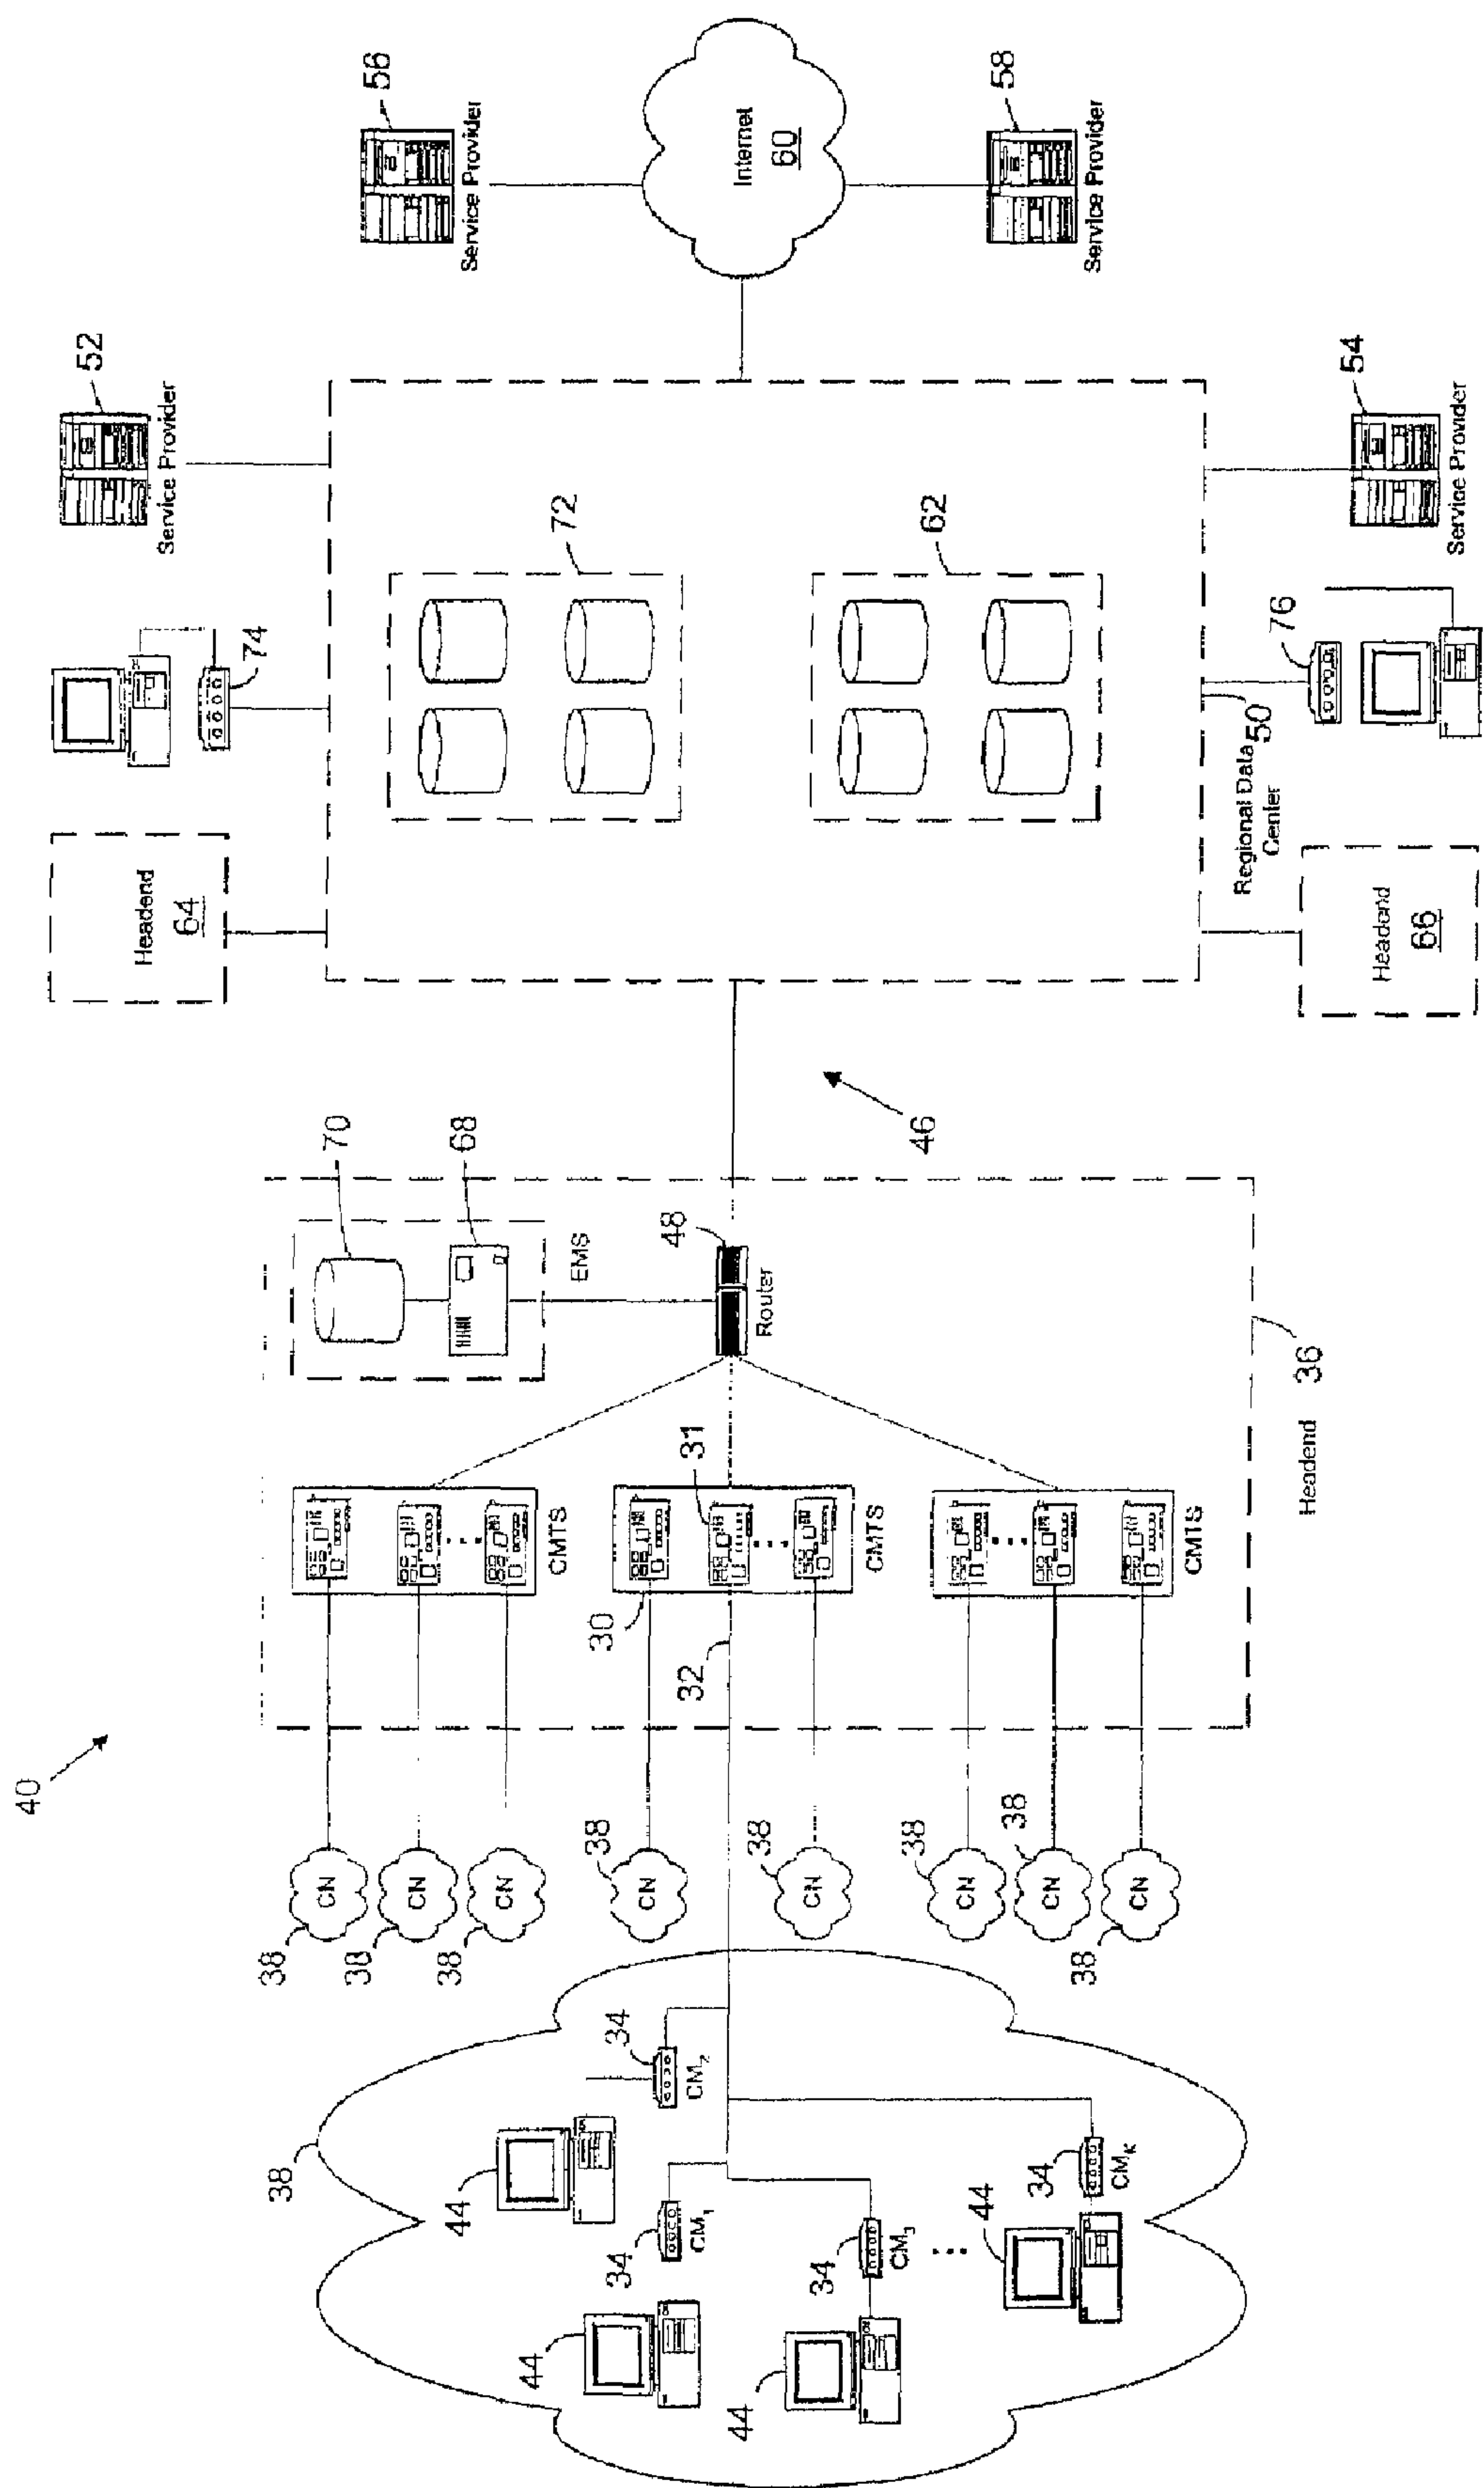 40
38
44
44
44
44
34
CM1
34
CM2
34
CM3
...
34
CMK
38
CN
38
CN
38
CN
38
CN
38
CN
38
CN
38
CN
38
CN
32
30
31
...
CMTS
...
CMTS
...
CMTS
70
68
EMS
48
Router
Headend 36
46
Headend
64
Headend
66
74
76
Regional Data
Center
50
72
62
52
Service Provider
54
Service Provider
56
Service Provider
58
Service Provider
Internet
60